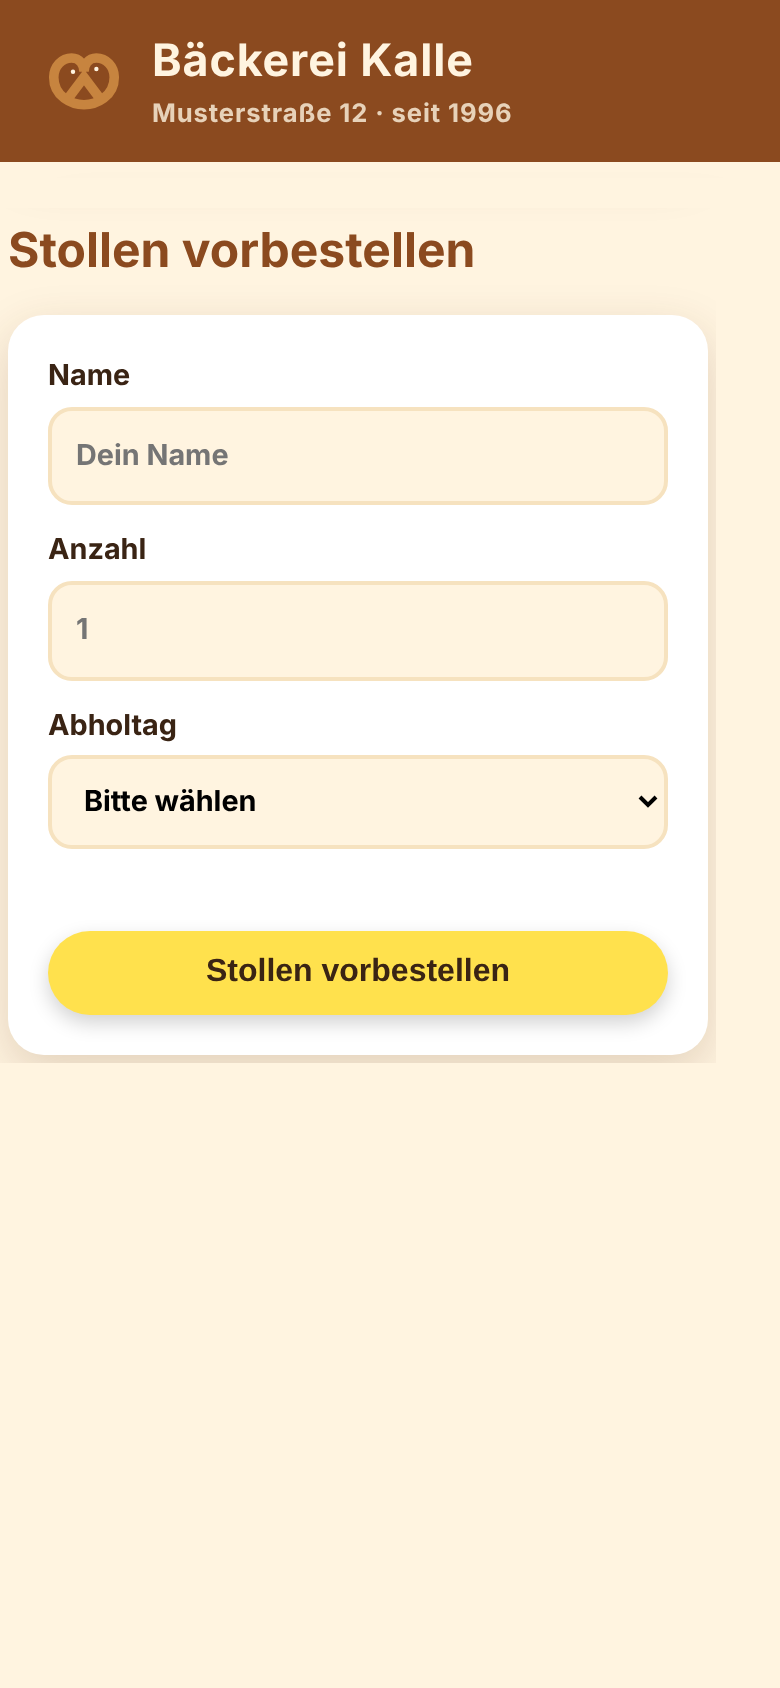 Bäckerei Kalle
Musterstraße 12 · seit 1996
Stollen vorbestellen
Name
Dein Name
Anzahl
1
Abholtag
Bitte wählen
Stollen vorbestellen